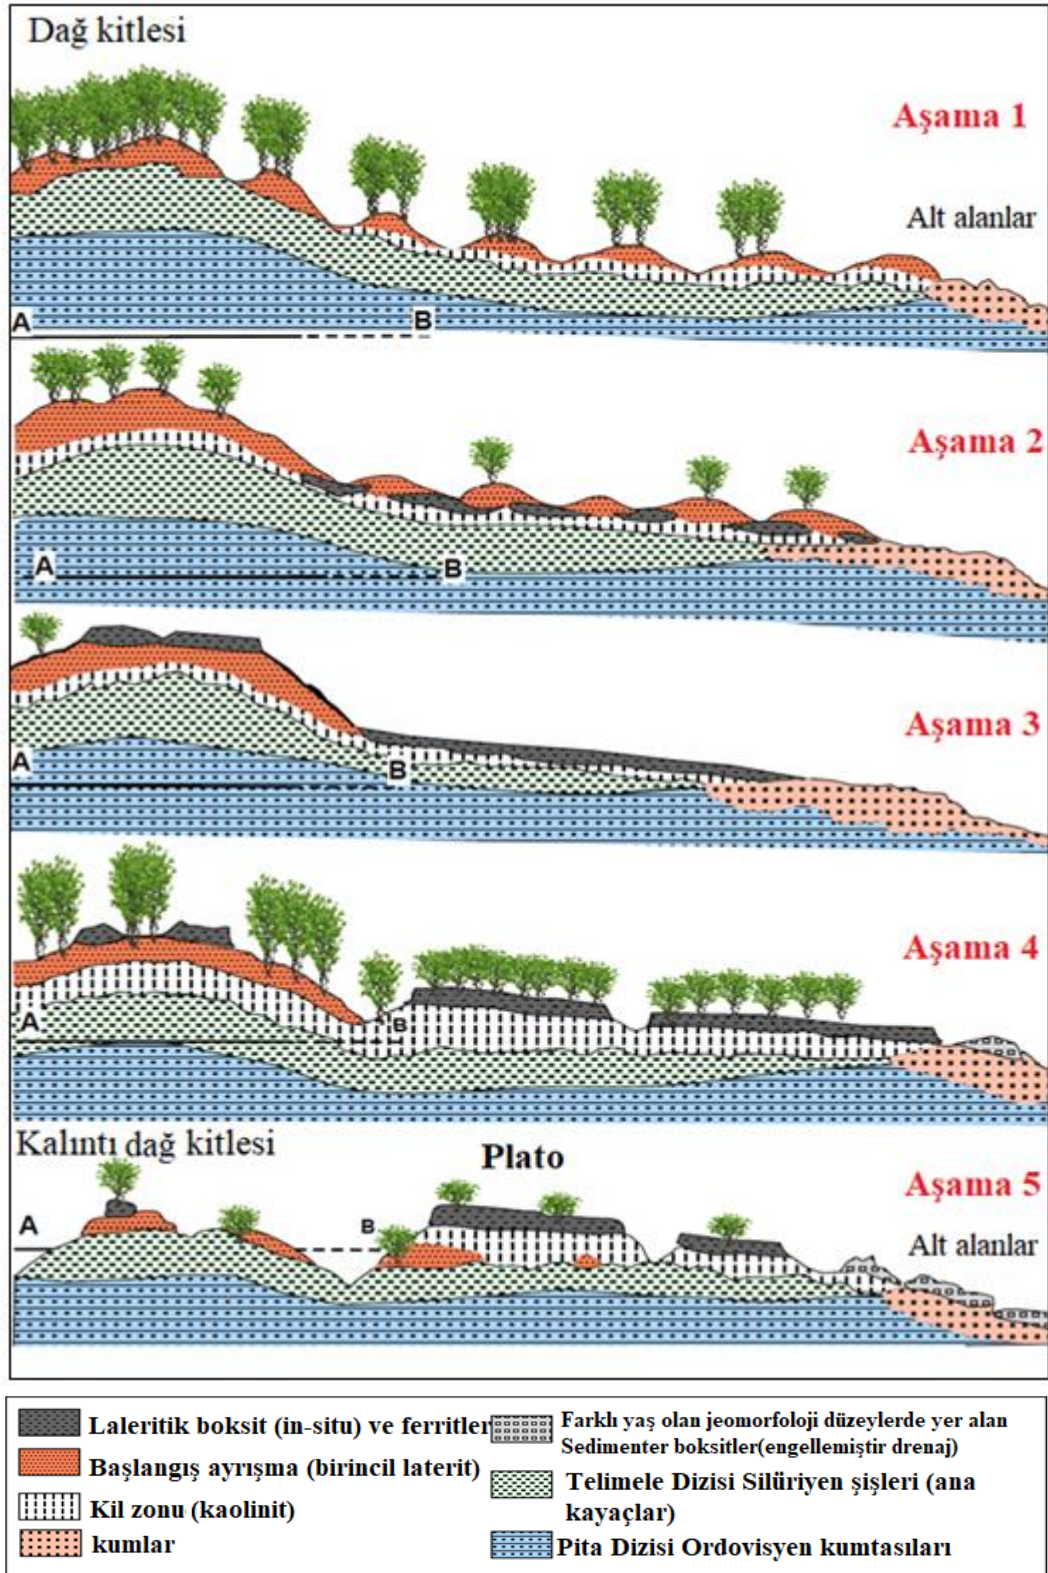 Dağ kitlesi
Aşama 1
Alt alanlar
A
B
Aşama 2
A
B
Aşama 3
A
B
Aşama 4
A
B
Kalıntı dağ kitlesi
Plato
Aşama 5
A
B
Alt alanlar
Laleritik boksit (in-situ) ve ferritler
Başlangış ayrışma (birincil laterit)
Kil zonu (kaolinit)
kumlar
Farklı yaş olan jeomorfoloji düzeylerde yer alan
Sedimenter boksitler(engellemiştir drenaj)
Telimele Dizisi Silüriyen şişleri (ana
kayaçlar)
Pita Dizisi Ordovisyen kumtasıları